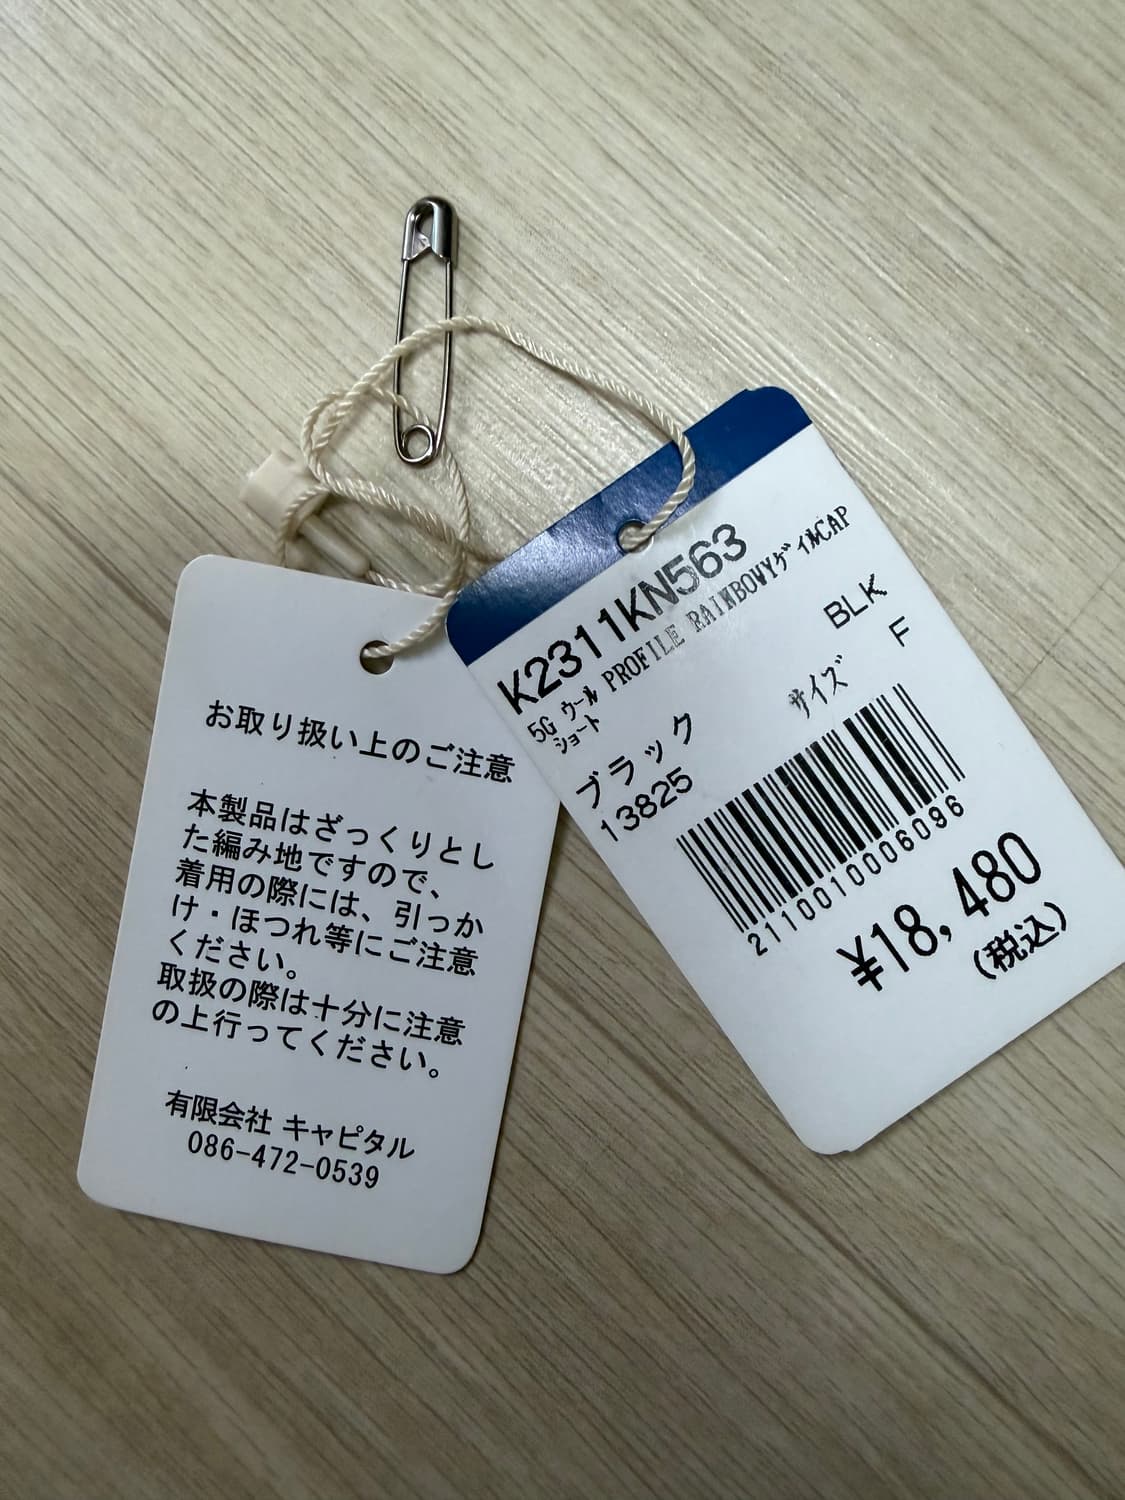 お取り扱い上のご注意
本製品はざっくりとし
た編み地ですので、
着用の際には、引っか
け・ほつれ等にご注意
ください。
取扱の際は十分に注意
の上行ってください。
有限会社 キャピタル
086-472-0539
K2311KN563
5G ウール PROFILE RAINBOWYゲイルCAP
ショート
BLK
ブラック
サイズ F
13825
2110010006096
¥18,480
(税込)